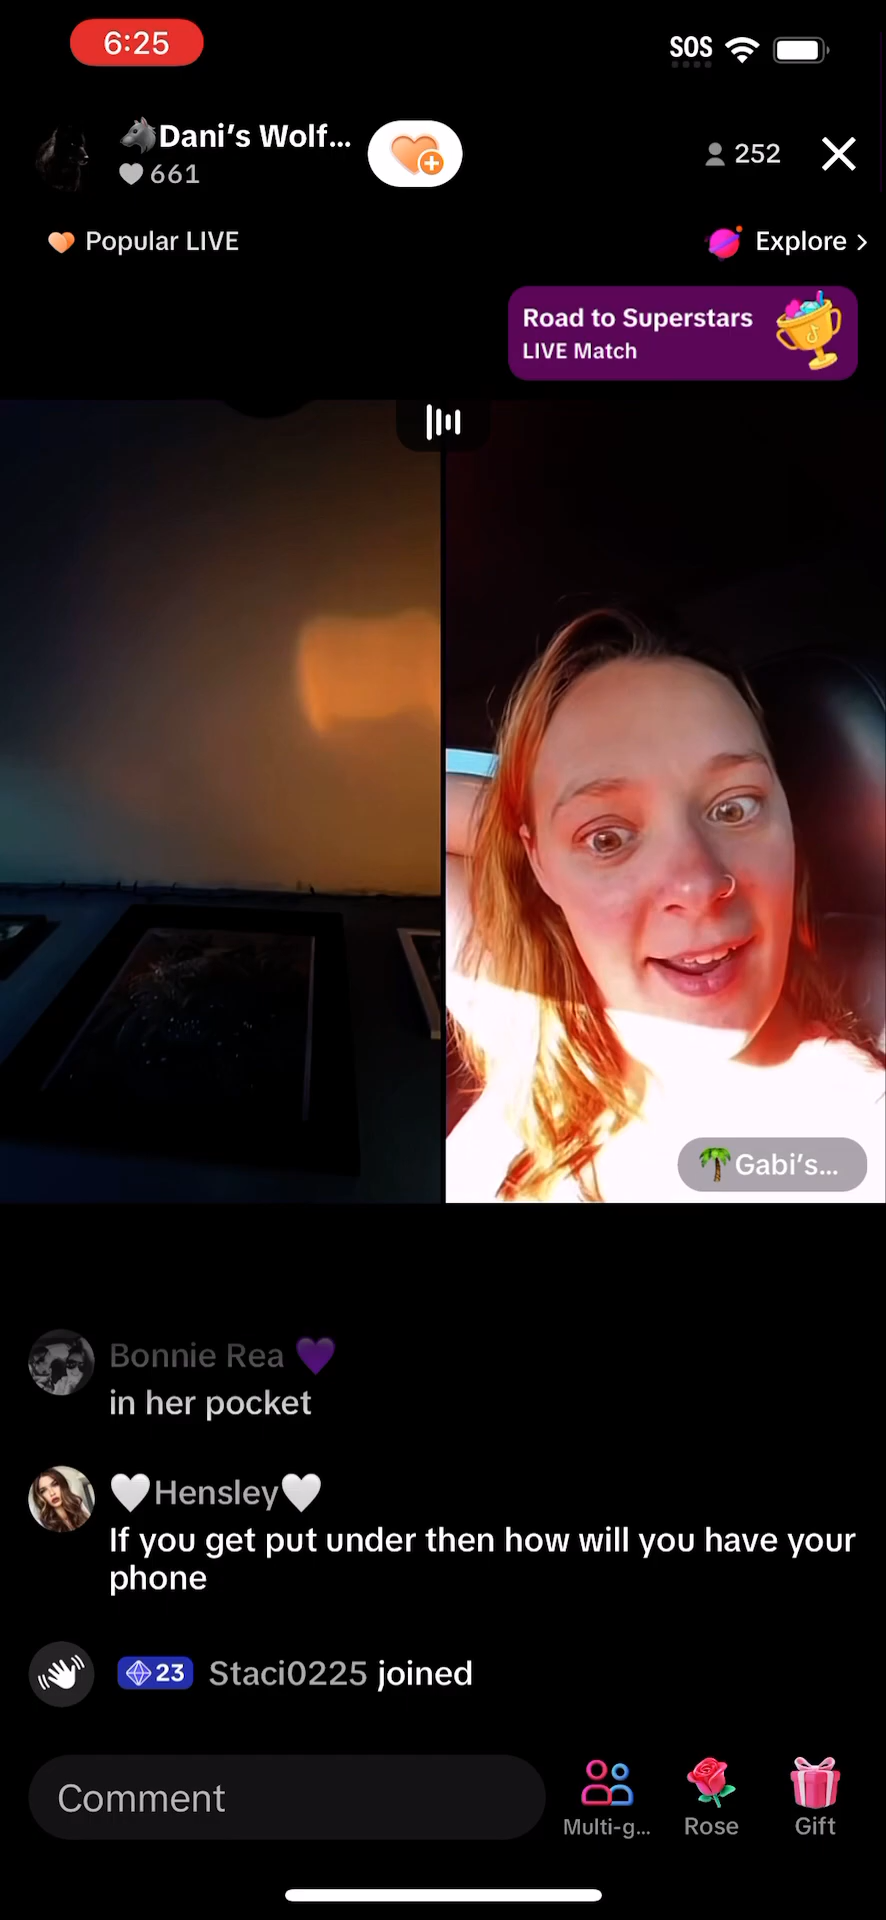 6:25
SOS
🐺Dani's Wolf...
661
252
Popular LIVE
Explore >
Road to Superstars
LIVE Match
🌴Gabi's...
Bonnie Rea 💜
in her pocket
🤍Hensley🤍
If you get put under then how will you have your
phone
23 Staci0225 joined
Comment
Multi-g...
Rose
Gift